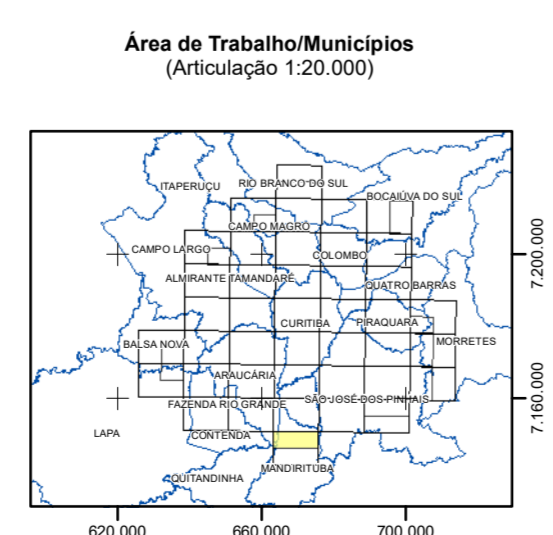 Área de Trabalho/Municípios
(Articulação 1:20.000)
ITAPERUÇU
RIO BRANCO DO SUL
BOCAIÚVA DO SUL
CAMPO MAGRO
CAMPO LARGO
COLOMBO
7.200.000
ALMIRANTE TAMANDARÉ
QUATRO BARRAS
CURITIBA
PIRAQUARA
BALSA NOVA
MORRETES
ARAUCÁRIA
FAZENDA RIO GRANDE
SÃO JOSÉ DOS PINHAIS
7.160.000
LAPA
CONTENDA
MANDIRITUBA
QUITANDINHA
620.000
660.000
700.000